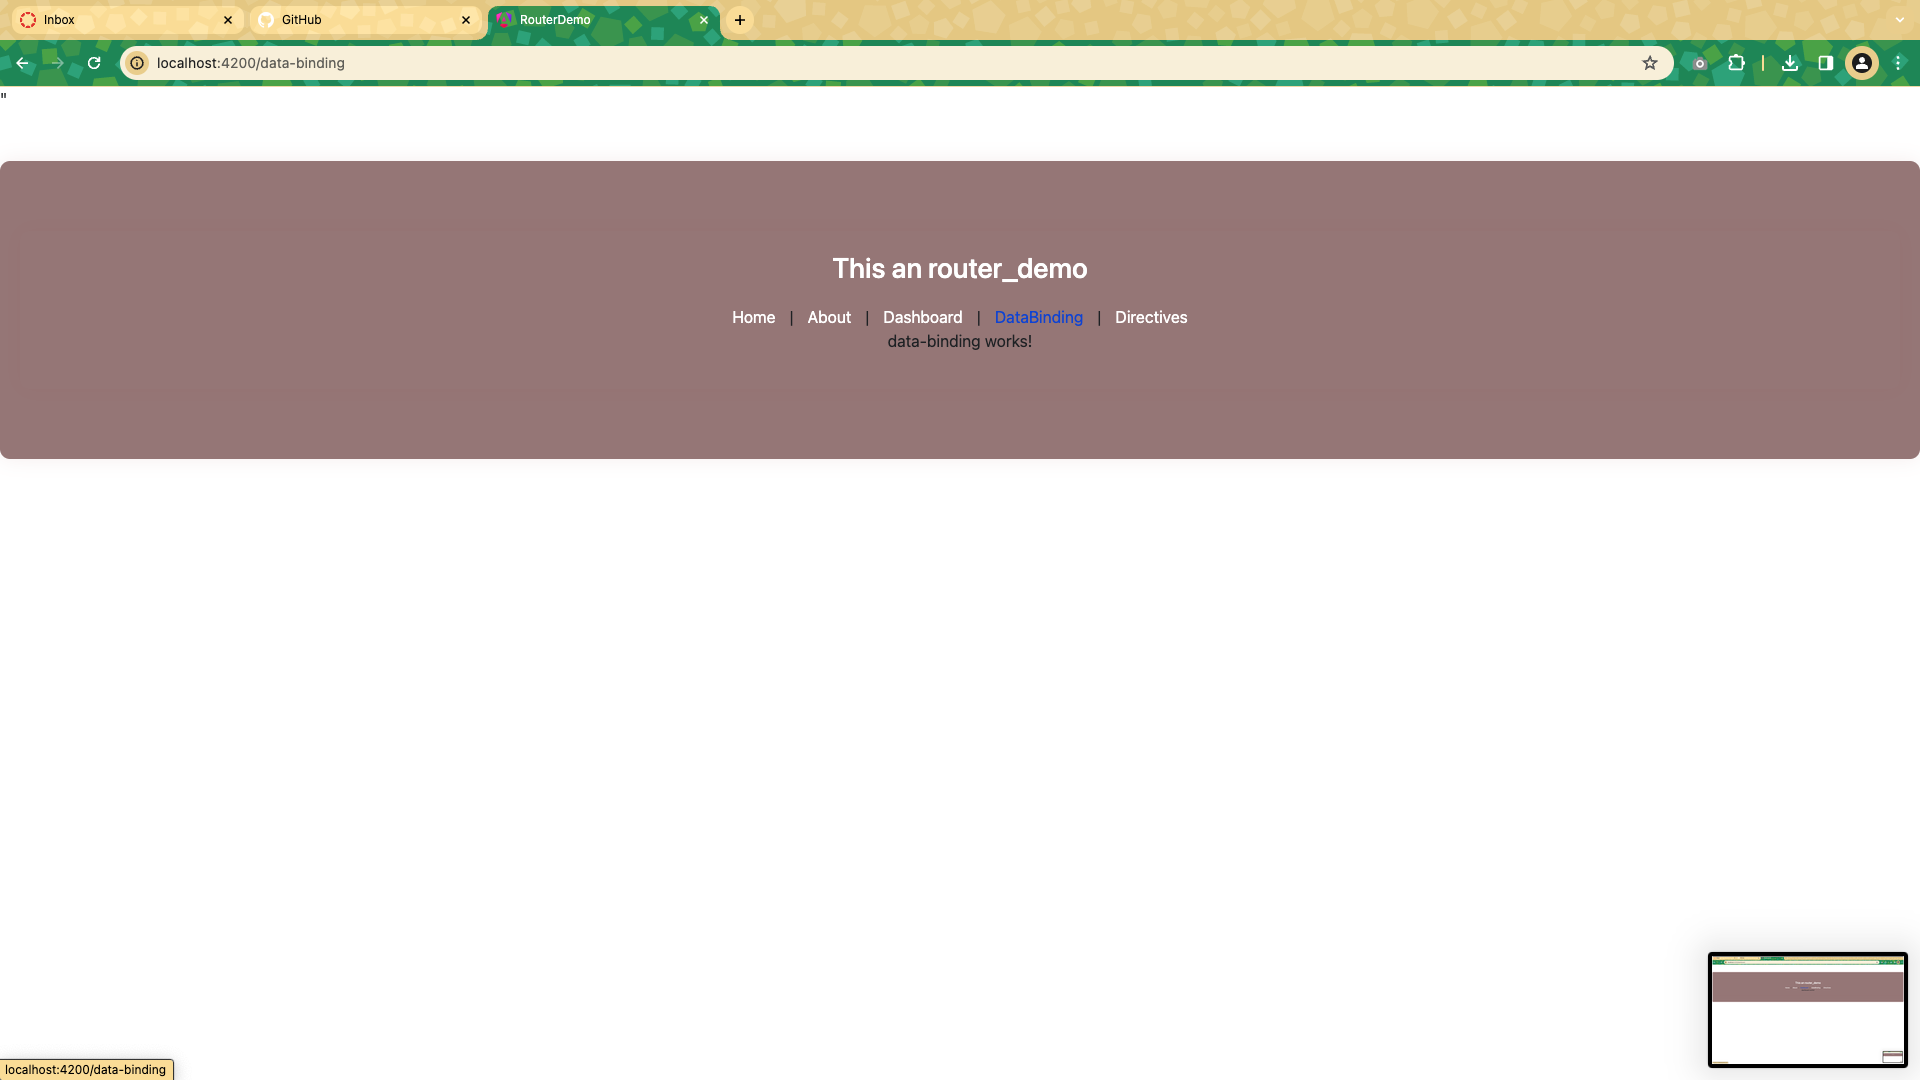 Inbox
GitHub
RouterDemo
localhost:4200/data-binding
"
This an router_demo
Home | About | Dashboard | DataBinding | Directives
data-binding works!
localhost:4200/data-binding